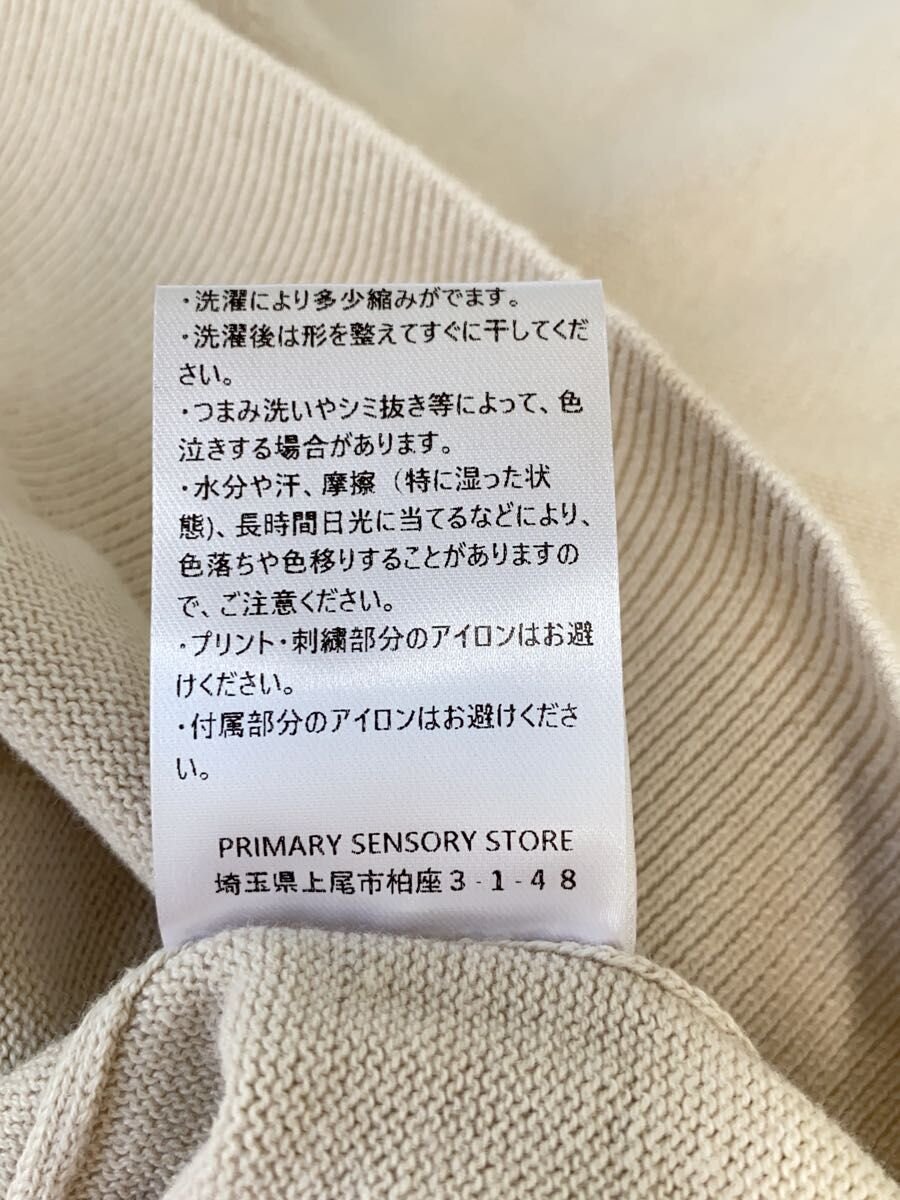 ・洗濯により多少縮みがでます。
・洗濯後は形を整えてすぐに干してくだ
さい。
・つまみ洗いやシミ抜き等によって、色
泣きする場合があります。
・水分や汗、摩擦（特に湿った状
態)、長時間日光に当てるなどにより、
色落ちや色移りすることがありますの
で、ご注意ください。
・プリント・刺繍部分のアイロンはお避
けください。
・付属部分のアイロンはお避けくださ
い。
PRIMARY SENSORY STORE
埼玉県上尾市柏座3-1-48